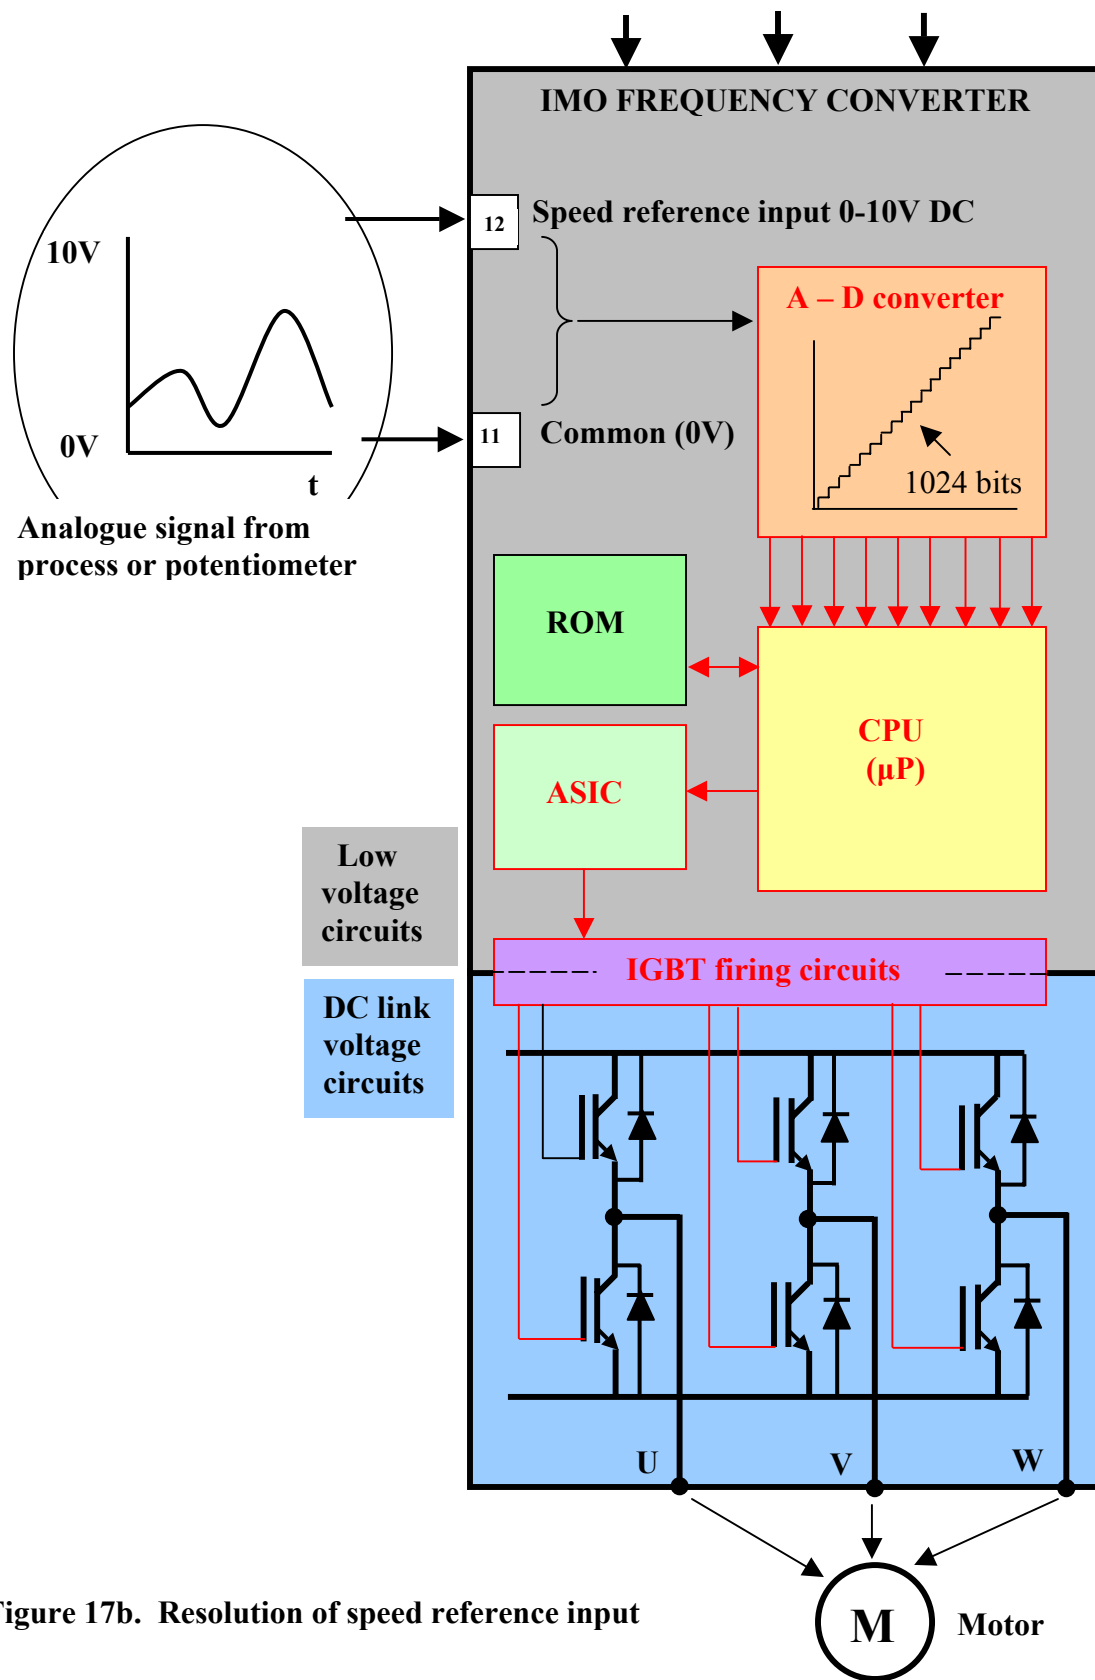 IMO FREQUENCY CONVERTER
12
Speed reference input 0-10V DC
10V
0V
t
11
Common (0V)
A – D converter
1024 bits
Analogue signal from
process or potentiometer
ROM
CPU
(µP)
ASIC
Low
voltage
circuits
IGBT firing circuits
DC link
voltage
circuits
U
V
W
igure 17b. Resolution of speed reference input
M
Motor